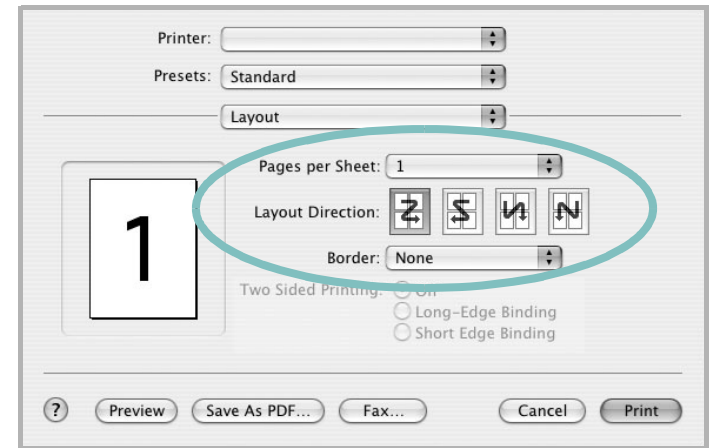 Printer:
Presets: Standard
Layout
Pages per Sheet: 1
Layout Direction:
Border: None
1
Two Sided Printing: Off
Long-Edge Binding
Short Edge Binding
? Preview Save As PDF... Fax... Cancel Print